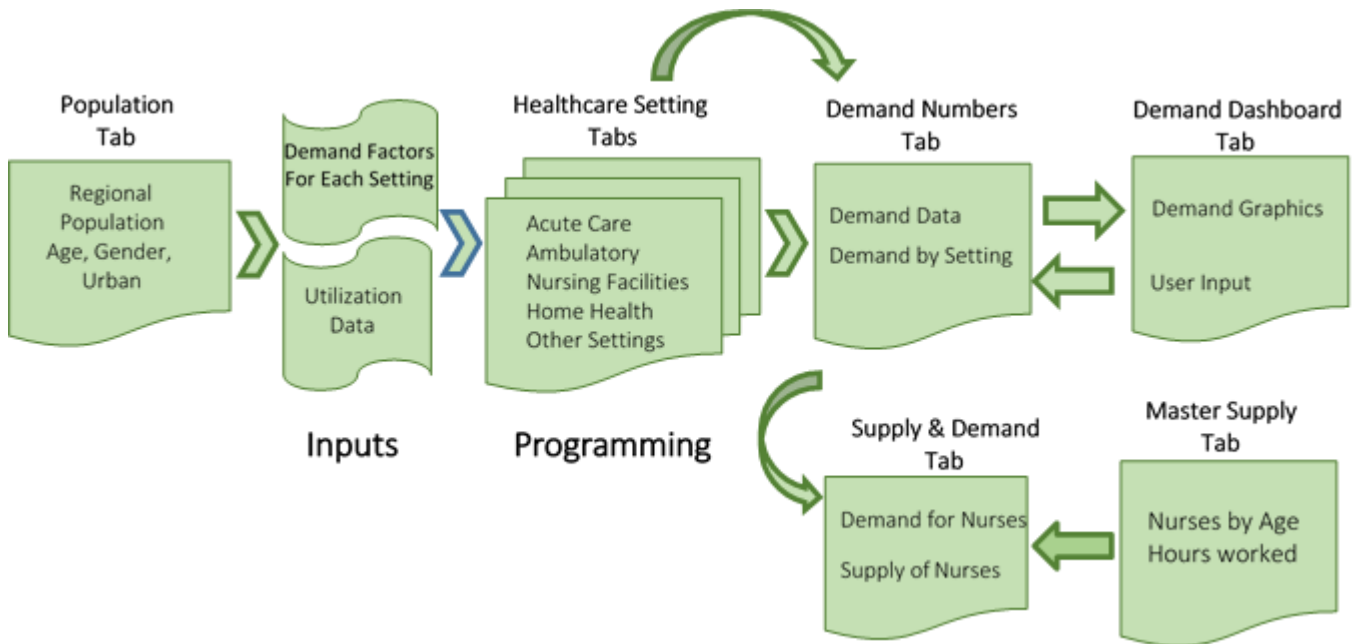 Population
Tab
Regional
Population
Age, Gender,
Urban
Demand Factors
For Each Setting
Utilization
Data
Inputs
Healthcare Setting
Tabs
Acute Care
Ambulatory
Nursing Facilities
Home Health
Other Settings
Programming
Demand Numbers
Tab
Demand Data
Demand by Setting
Demand Dashboard
Tab
Demand Graphics
User Input
Supply & Demand
Tab
Demand for Nurses
Supply of Nurses
Master Supply
Tab
Nurses by Age
Hours worked